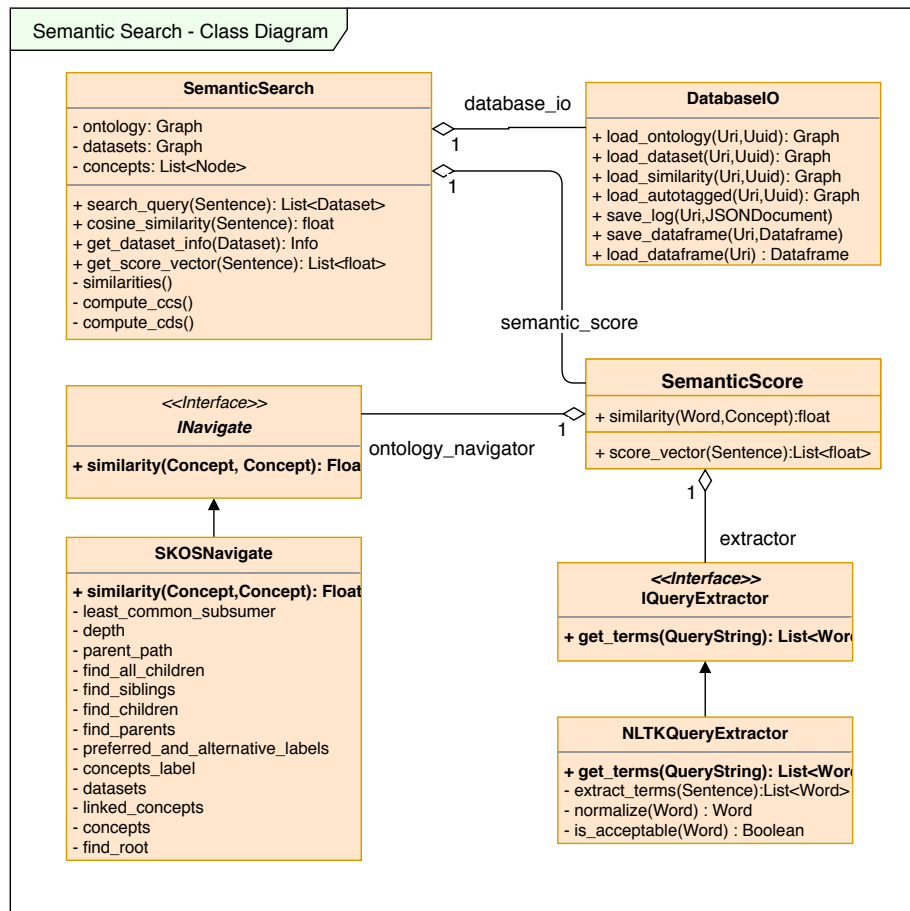 Semantic Search - Class Diagram
SemanticSearch
- ontology: Graph
- datasets: Graph
- concepts: List<Node>
+ search_query(Sentence): List<Dataset>
+ cosine_similarity(Sentence): float
+ get_dataset_info(Dataset): Info
+ get_score_vector(Sentence): List<float>
- similarities()
- compute_ccs()
- compute_cds()
database_io
1
1
DatabaseIO
+ load_ontology(Uri,Uuid): Graph
+ load_dataset(Uri,Uuid): Graph
+ load_similarity(Uri,Uuid): Graph
+ load_autotagged(Uri,Uuid): Graph
+ save_log(Uri,JSONDocument)
+ save_dataframe(Uri,Dataframe)
+ load_dataframe(Uri) : Dataframe
semantic_score
SemanticScore
+ similarity(Word,Concept):float
+ score_vector(Sentence):List<float>
1
1
<<Interface>>
INavigate
+ similarity(Concept, Concept): Floa
ontology_navigator
extractor
SKOSNavigate
+ similarity(Concept,Concept): Float
- least_common_subsumer
- depth
- parent_path
- find_all_children
- find_siblings
- find_children
- find_parents
- preferred_and_alternative_labels
- concepts_label
- datasets
- linked_concepts
- concepts
- find_root
<<Interface>>
IQueryExtractor
+ get_terms(QueryString): List<Wor
NLTKQueryExtractor
+ get_terms(QueryString): List<Wor
- extract_terms(Sentence):List<Word>
- normalize(Word) : Word
- is_acceptable(Word) : Boolean